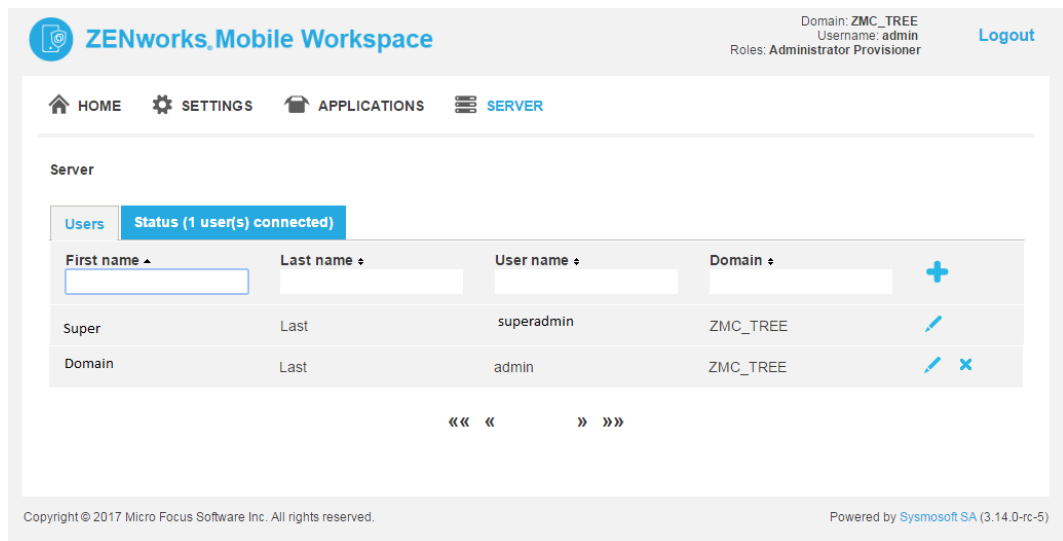 ZENworks® Mobile Workspace
Domain: ZMC_TREE
Username: admin
Roles: Administrator Provisioner
Logout
HOME SETTINGS APPLICATIONS SERVER
Server
Users Status (1 user(s) connected)
First name Last name User name Domain
Super Last superadmin ZMC_TREE
Domain Last admin ZMC_TREE
«« « » »»
Copyright © 2017 Micro Focus Software Inc. All rights reserved. Powered by Sysmosoft SA (3.14.0-rc-5)